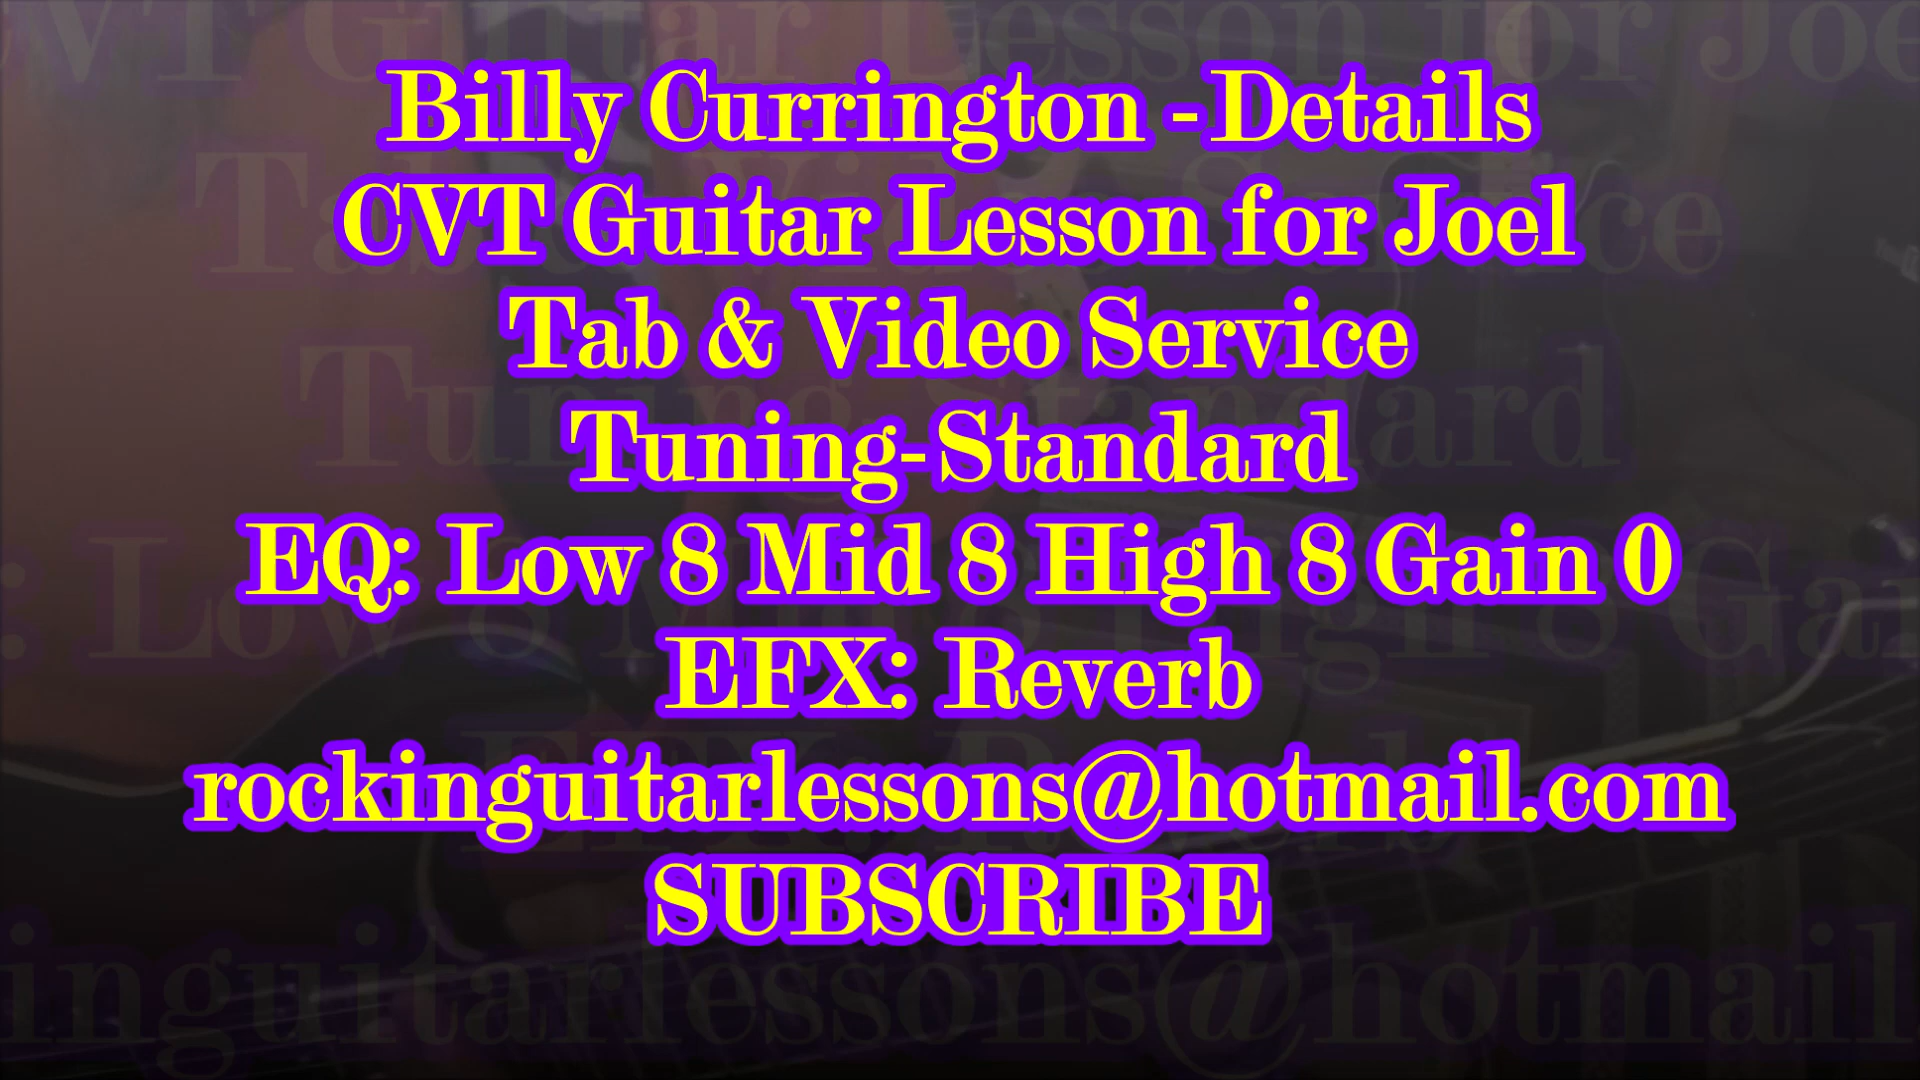 Billy Currington -Details
CVT Guitar Lesson for Joel
Tab & Video Service
Tuning-Standard
EQ: Low 8 Mid 8 High 8 Gain 0
EFX: Reverb
rockinguitarlessons@hotmail.com
SUBSCRIBE